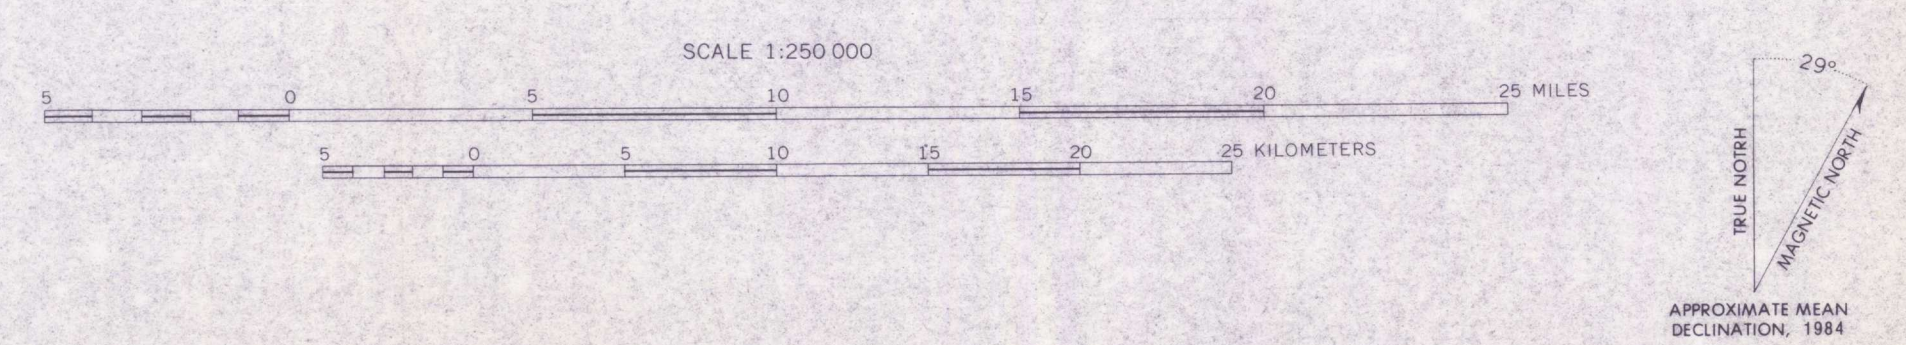 SCALE 1:250 000
5 0 5 10 15 20 25 MILES
5 0 5 10 15 20 25 KILOMETERS
29°
TRUE NOTRH
MAGNETIC NORTH
APPROXIMATE MEAN
DECLINATION, 1984